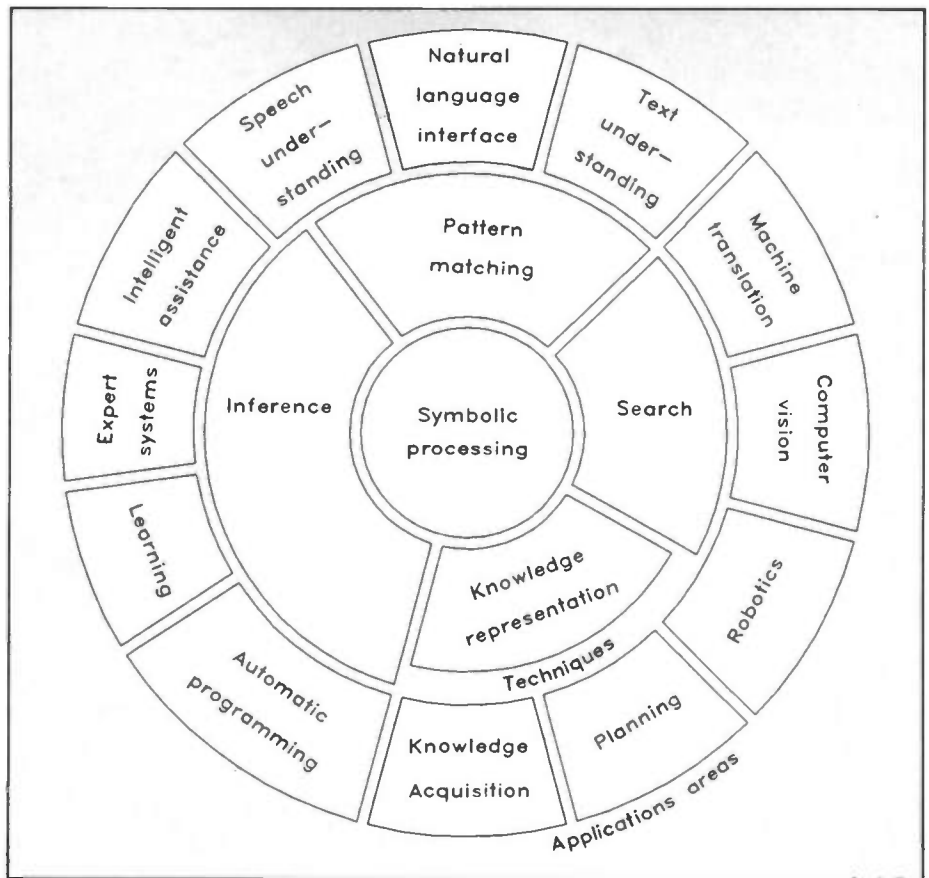 Natural
language
interface
Text
under-
standing
Machine
translation
Computer
vision
Robotics
Planning
Applications areas
Knowledge
Acquisition
Automatic
programming
Learning
Expert
systems
Intelligent
assistance
Speech
under-
standing
Pattern
matching
Search
Knowledge
representation
Techniques
Inference
Symbolic
processing